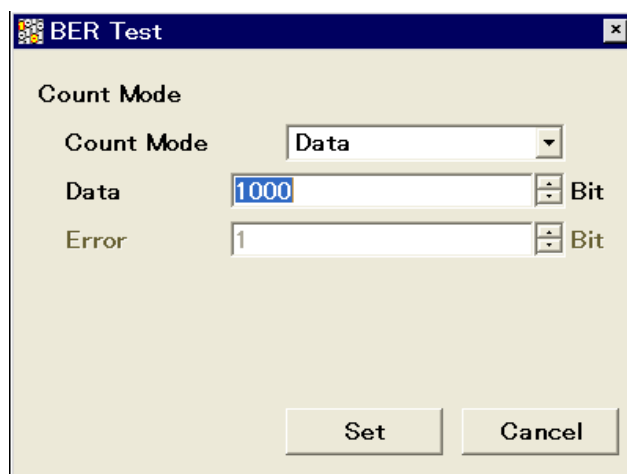 BER Test
Count Mode
Count Mode Data
Data 1000 Bit
Error 1 Bit
Set Cancel